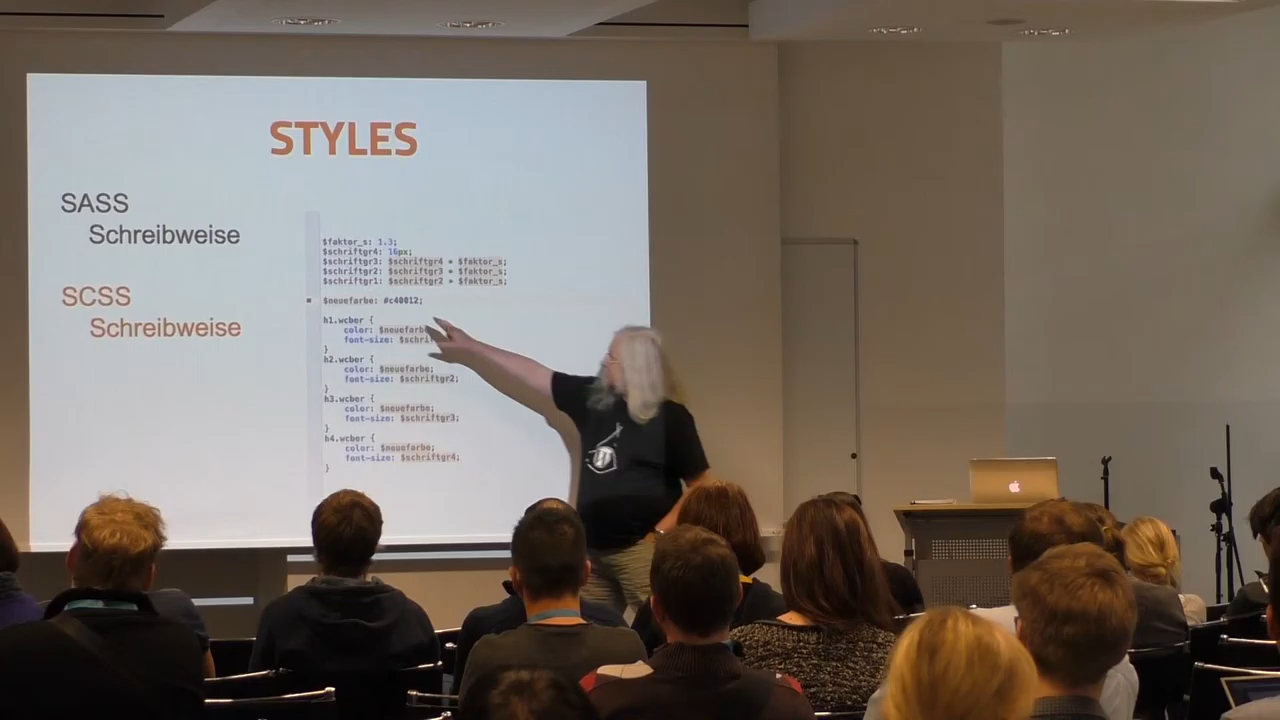 STYLES
SASS
Schreibweise
SCSS
Schreibweise
$faktor_s: 1.3;
$schriftgr4: 16px;
$schriftgr3: $schriftgr4 * $faktor_s;
$schriftgr2: $schriftgr3 * $faktor_s;
$schriftgr1: $schriftgr2 * $faktor_s;
$neuefarbe: #c40012;
h1.wcber {
color: $neuefarbe
font-size: $schri
}
h2.wcber {
color: $neuefarbe;
font-size: $schriftgr2;
}
h3.wcber {
color: $neuefarbe;
font-size: $schriftgr3;
}
h4.wcber {
color: $neuefarbe;
font-size: $schriftgr4;
}